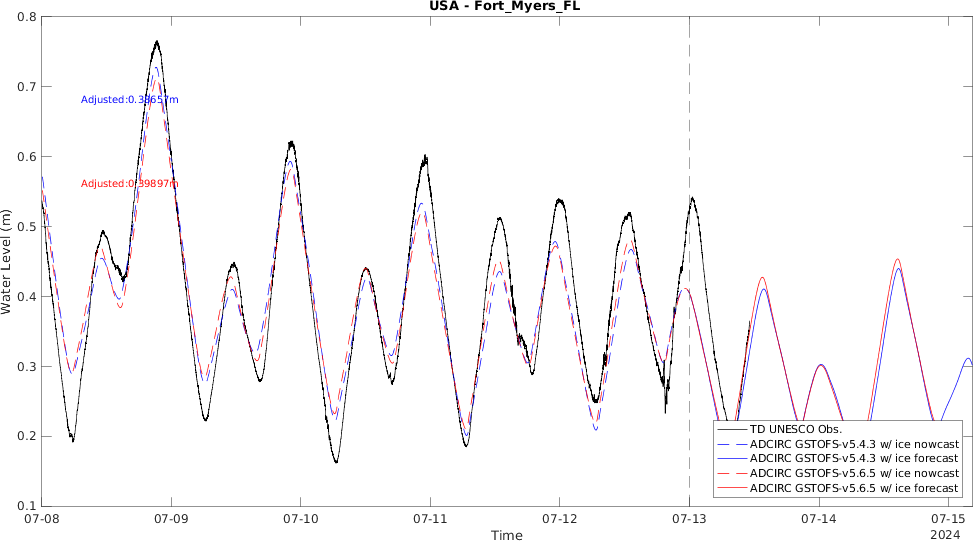 USA - Fort_Myers_FL
0.8
0.7
0.6
0.5
0.4
0.3
0.2
0.1
Water Level (m)
Adjusted:0.38657m
Adjusted:0.39897m
TD UNESCO Obs.
ADCIRC GSTOFS-v5.4.3 w/ ice nowcast
ADCIRC GSTOFS-v5.4.3 w/ ice forecast
ADCIRC GSTOFS-v5.6.5 w/ ice nowcast
ADCIRC GSTOFS-v5.6.5 w/ ice forecast
07-08 07-09 07-10 07-11 07-12 07-13 07-14 07-15
Time
2024